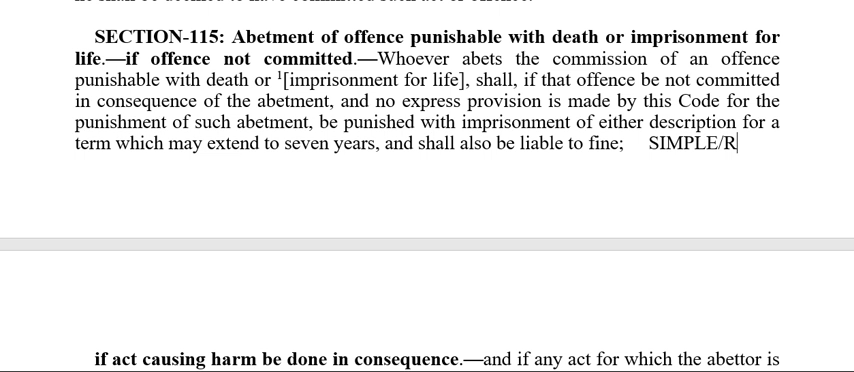 SECTION-115: Abetment of offence punishable with death or imprisonment for
life.—if offence not committed.—Whoever abets the commission of an offence
punishable with death or ¹[imprisonment for life], shall, if that offence be not committed
in consequence of the abetment, and no express provision is made by this Code for the
punishment of such abetment, be punished with imprisonment of either description for a
term which may extend to seven years, and shall also be liable to fine; SIMPLE/R
if act causing harm be done in consequence.—and if any act for which the abettor is